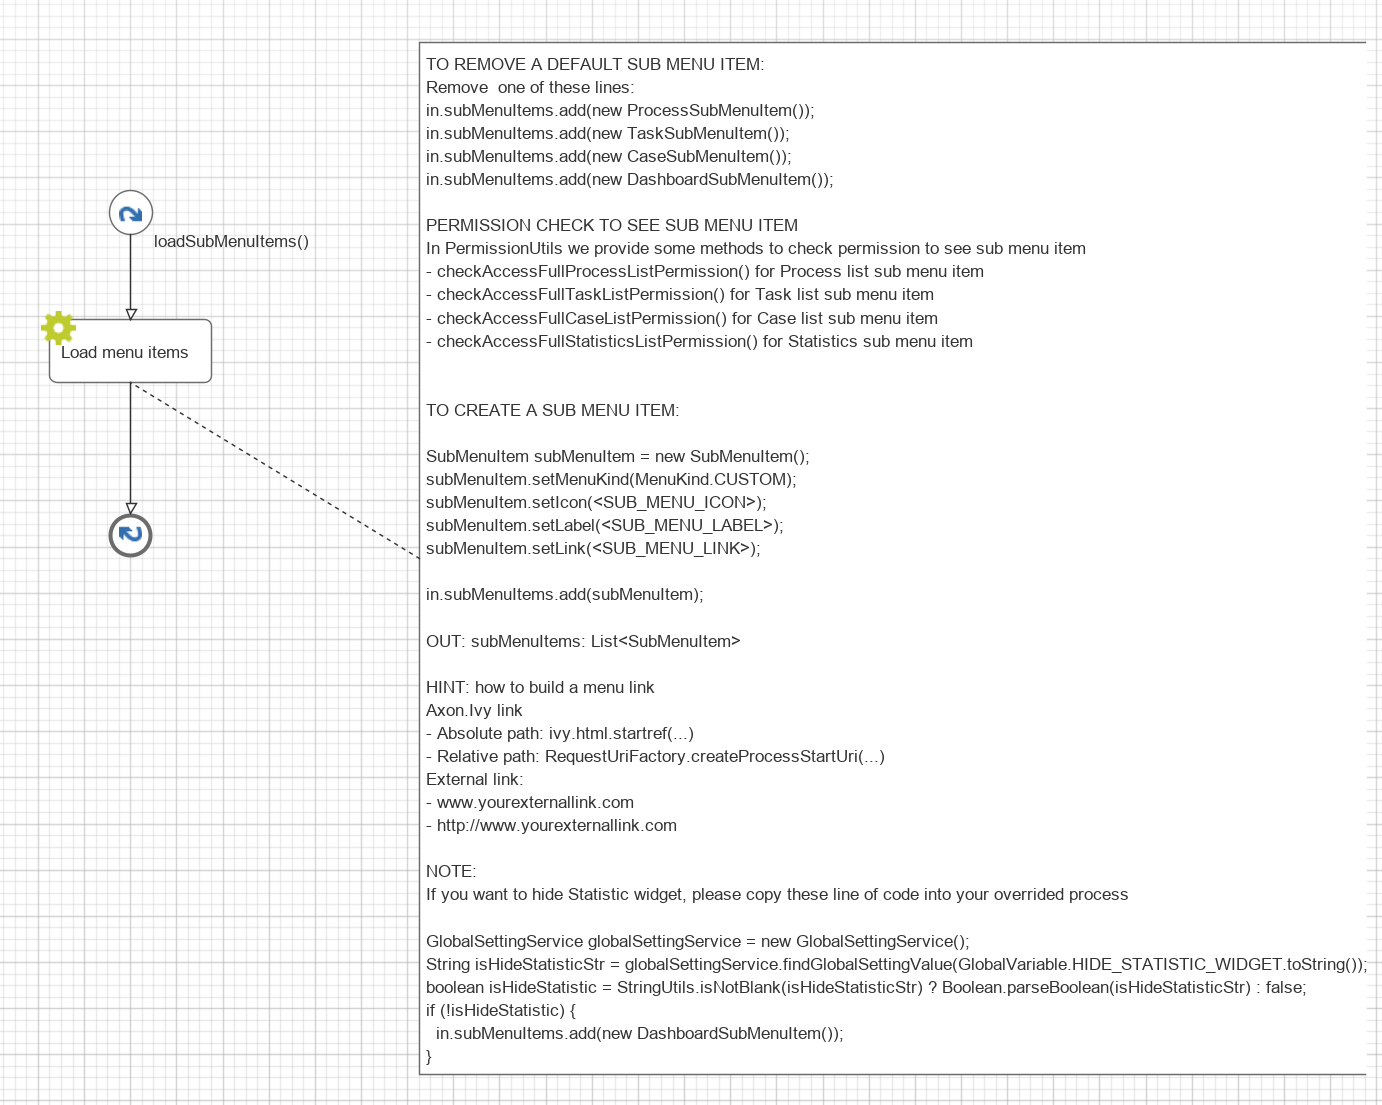 loadSubMenuItems()
Load menu items
TO REMOVE A DEFAULT SUB MENU ITEM:
Remove  one of these lines:
in.subMenuItems.add(new ProcessSubMenuItem());
in.subMenuItems.add(new TaskSubMenuItem());
in.subMenuItems.add(new CaseSubMenuItem());
in.subMenuItems.add(new DashboardSubMenuItem());
PERMISSION CHECK TO SEE SUB MENU ITEM
In PermissionUtils we provide some methods to check permission to see sub menu item
- checkAccessFullProcessListPermission() for Process list sub menu item
- checkAccessFullTaskListPermission() for Task list sub menu item
- checkAccessFullCaseListPermission() for Case list sub menu item
- checkAccessFullStatisticsListPermission() for Statistics sub menu item
TO CREATE A SUB MENU ITEM:
SubMenuItem subMenuItem = new SubMenuItem();
subMenuItem.setMenuKind(MenuKind.CUSTOM);
subMenuItem.setIcon(<SUB_MENU_ICON>);
subMenuItem.setLabel(<SUB_MENU_LABEL>);
subMenuItem.setLink(<SUB_MENU_LINK>);
in.subMenuItems.add(subMenuItem);
OUT: subMenuItems: List<SubMenuItem>
HINT: how to build a menu link
Axon.Ivy link
- Absolute path: ivy.html.startref(...)
- Relative path: RequestUriFactory.createProcessStartUri(...)
External link:
- www.yourexternallink.com
- http://www.yourexternallink.com
NOTE:
If you want to hide Statistic widget, please copy these line of code into your overrided process
GlobalSettingService globalSettingService = new GlobalSettingService();
String isHideStatisticStr = globalSettingService.findGlobalSettingValue(GlobalVariable.HIDE_STATISTIC_WIDGET.toString());
boolean isHideStatistic = StringUtils.isNotBlank(isHideStatisticStr) ? Boolean.parseBoolean(isHideStatisticStr) : false;
if (!isHideStatistic) {
  in.subMenuItems.add(new DashboardSubMenuItem());
}